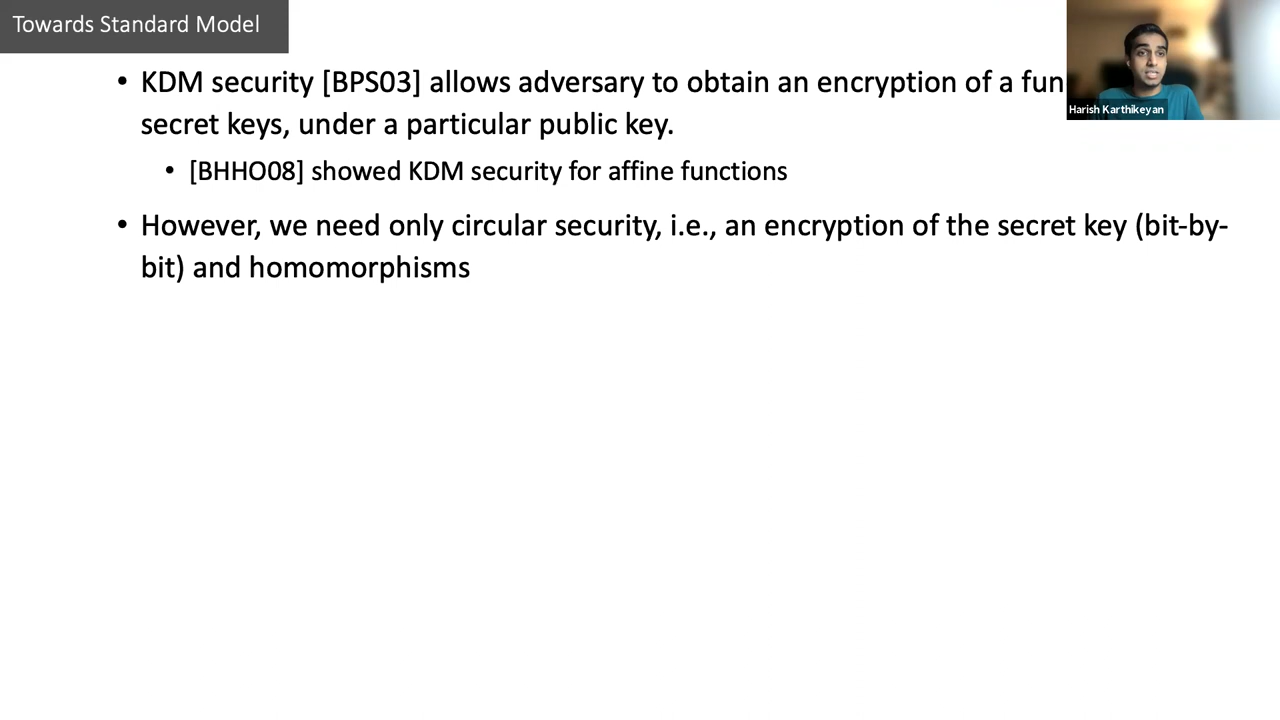 Towards Standard Model
• KDM security [BPS03] allows adversary to obtain an encryption of a
secret keys, under a particular public key.
• [BHHO08] showed KDM security for affine functions
• However, we need only circular security, i.e., an encryption of the secret key (bit-by-
bit) and homomorphisms
Harish Karthikeyan